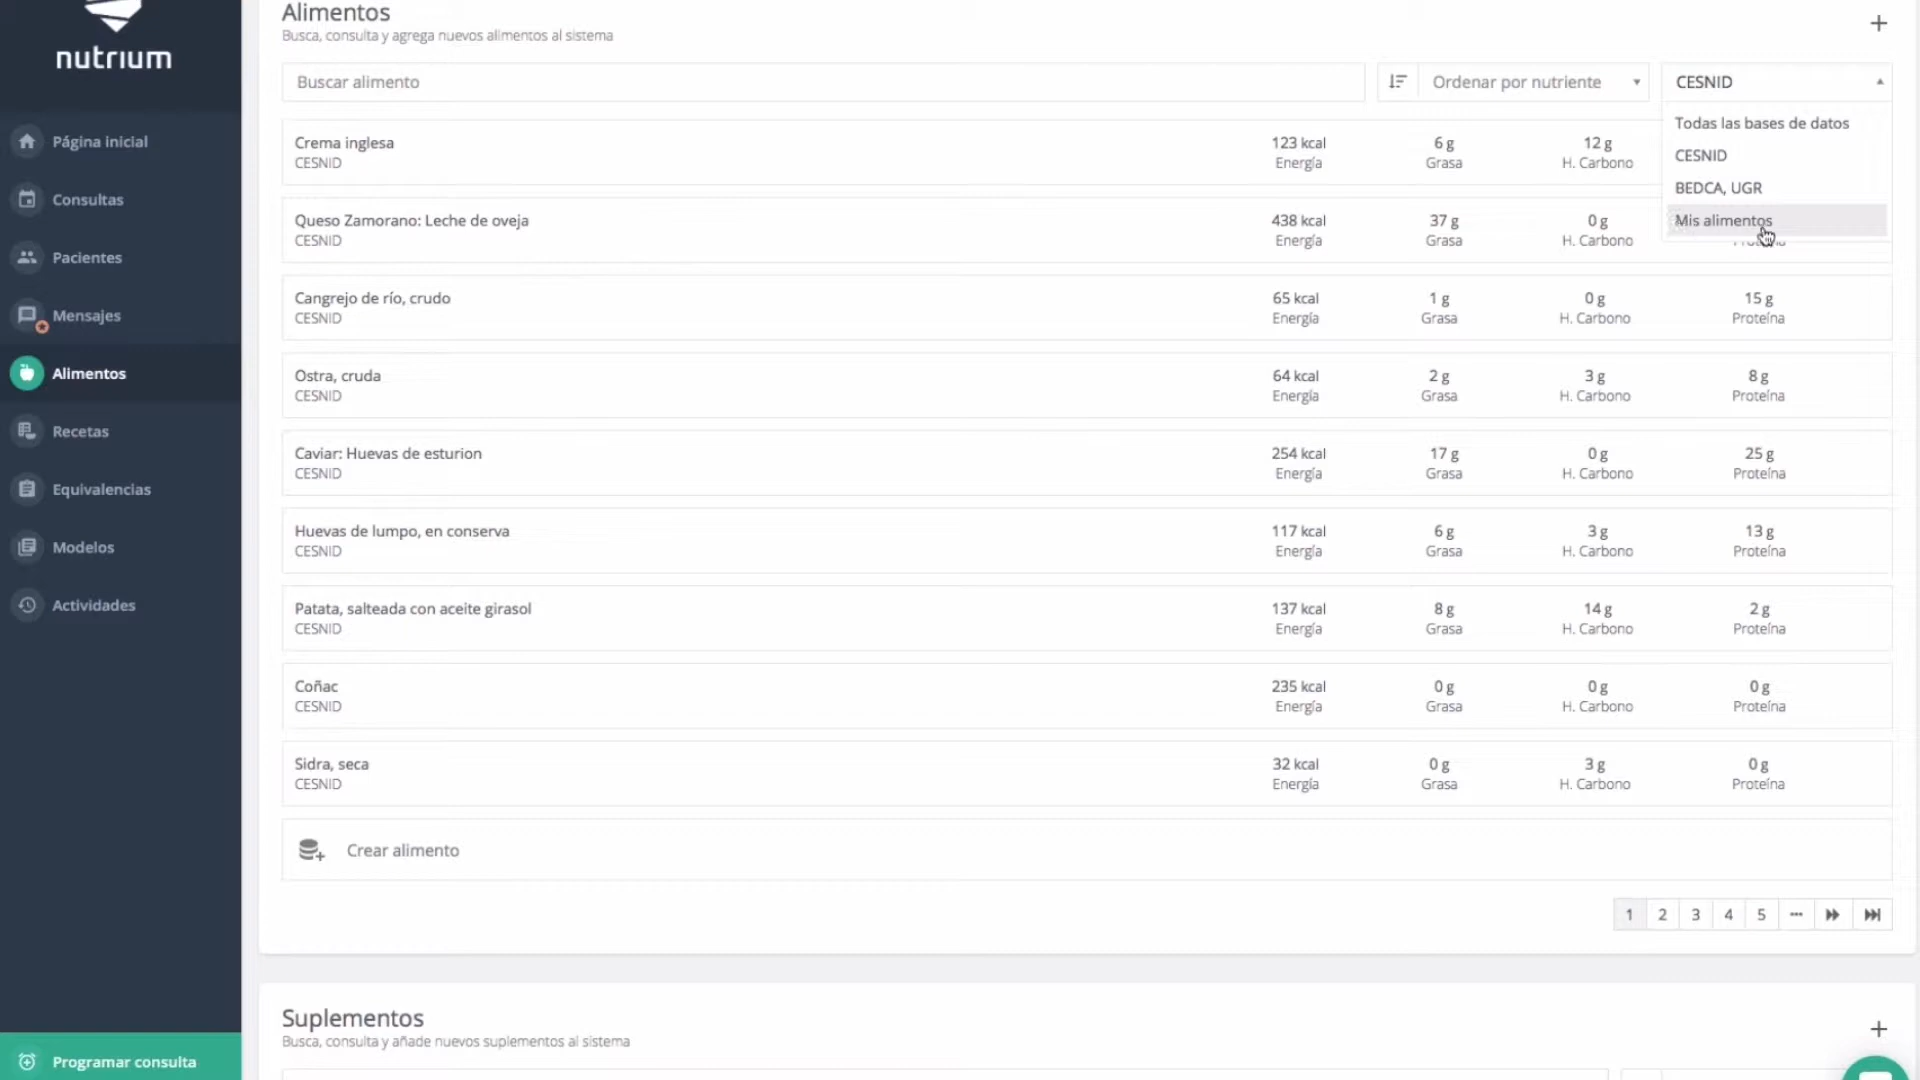 nutrium
Página inicial
Consultas
Pacientes
Mensajes
Alimentos
Recetas
Equivalencias
Modelos
Actividades
Programar consulta
Alimentos
Busca, consulta y agrega nuevos alimentos al sistema
Buscar alimento
Ordenar por nutriente
CESNID
Todas las bases de datos
CESNID
BEDCA, UGR
Mis alimentos
Crema inglesa 123 kcal 6 g 12 g
CESNID Energía Grasa H. Carbono
Queso Zamorano: Leche de oveja 438 kcal 37 g 0 g
CESNID Energía Grasa H. Carbono
Cangrejo de río, crudo 65 kcal 1 g 0 g 15 g
CESNID Energía Grasa H. Carbono Proteína
Ostra, cruda 64 kcal 2 g 3 g 8 g
CESNID Energía Grasa H. Carbono Proteína
Caviar: Huevas de esturion 254 kcal 17 g 0 g 25 g
CESNID Energía Grasa H. Carbono Proteína
Huevas de lumpo, en conserva 117 kcal 6 g 3 g 13 g
CESNID Energía Grasa H. Carbono Proteína
Patata, salteada con aceite girasol 137 kcal 8 g 14 g 2 g
CESNID Energía Grasa H. Carbono Proteína
Coñac 235 kcal 0 g 0 g 0 g
CESNID Energía Grasa H. Carbono Proteína
Sidra, seca 32 kcal 0 g 3 g 0 g
CESNID Energía Grasa H. Carbono Proteína
Crear alimento
1 2 3 4 5 ...
Suplementos
Busca, consulta y añade nuevos suplementos al sistema